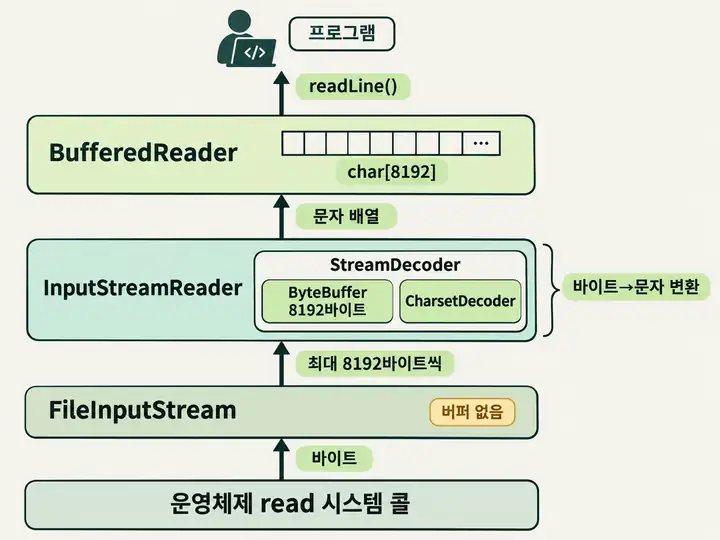 </>
프로그램
readLine()
BufferedReader
...
char[8192]
문자 배열
InputStreamReader
StreamDecoder
ByteBuffer
8192바이트
CharsetDecoder
바이트→문자 변환
최대 8192바이트씩
FileInputStream
버퍼 없음
바이트
운영체제 read 시스템 콜